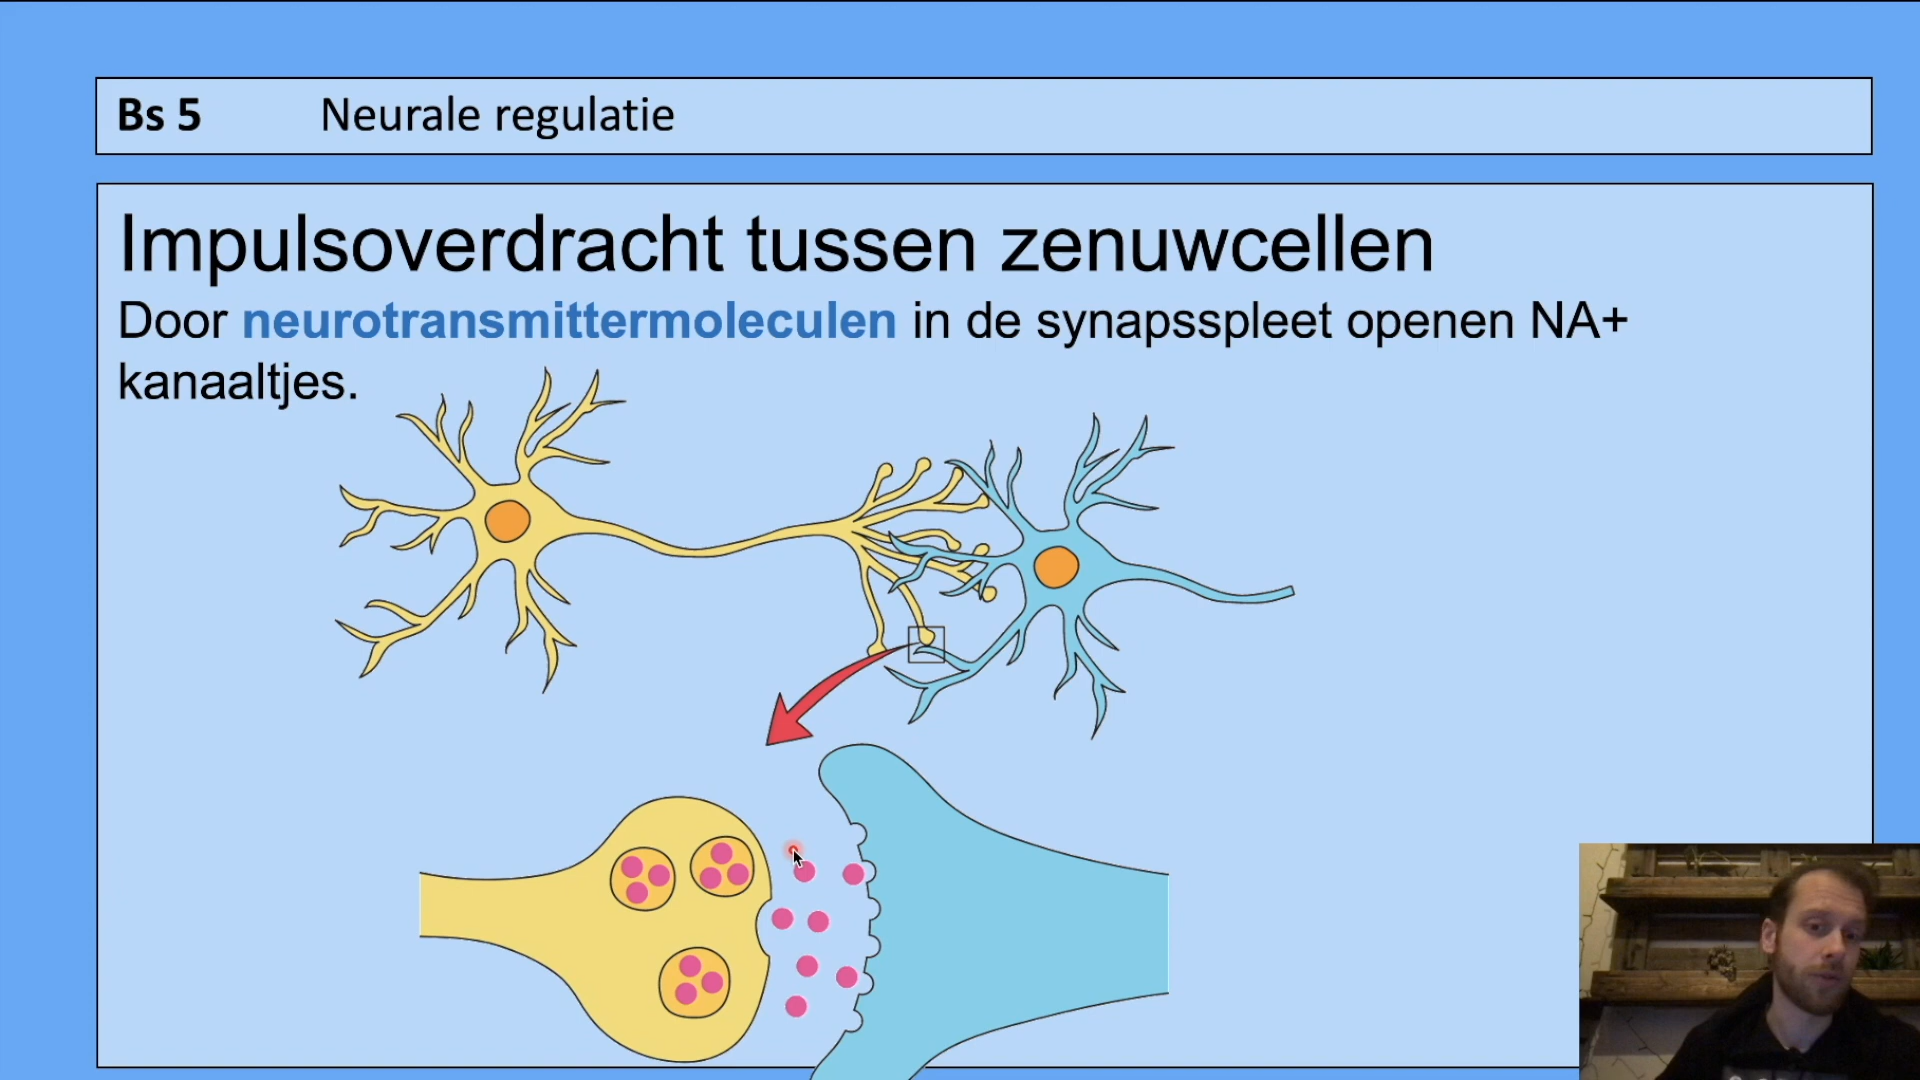 Bs 5 Neurale regulatie
Impulsoverdracht tussen zenuwcellen
Door neurotransmittermoleculen in de synapsspleet openen NA+
kanaaltjes.